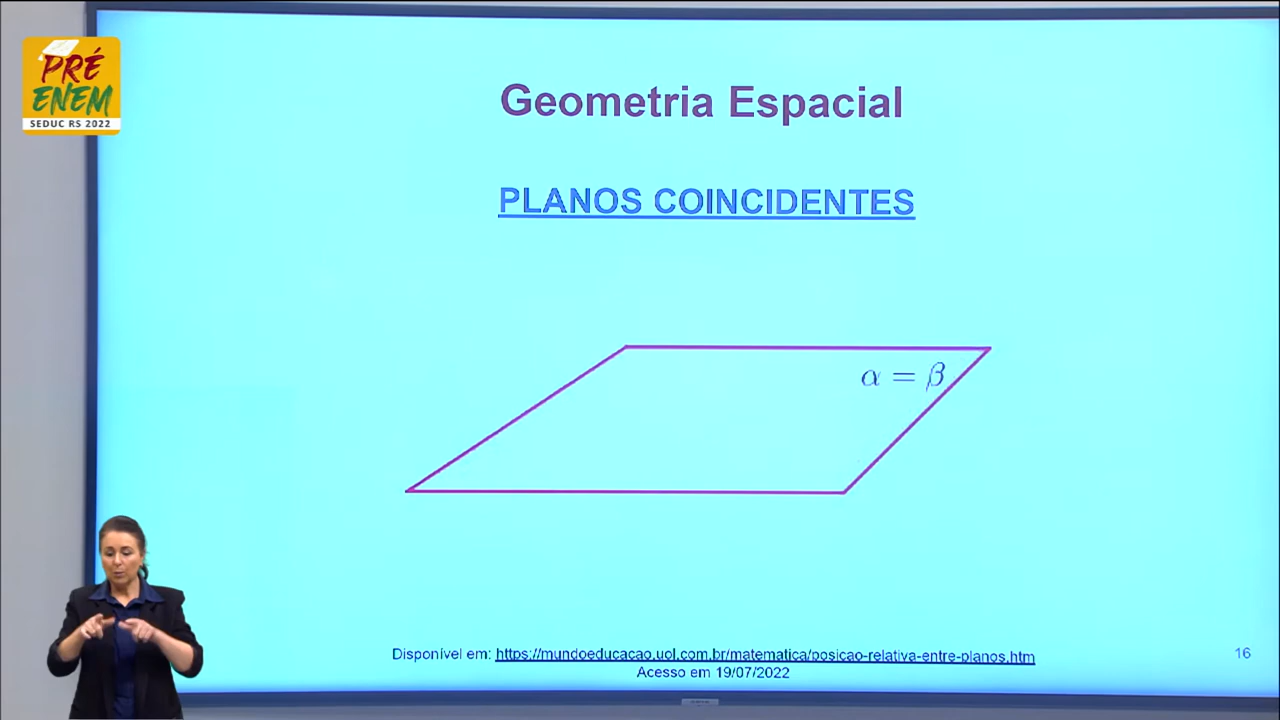 PRÉ
ENEM
SEDUC RS 2022
Geometria Espacial
PLANOS COINCIDENTES
α = β
Disponível em: https://mundoeducacao.uol.com.br/matematica/posicao-relativa-entre-planos.htm
Acesso em 19/07/2022
16